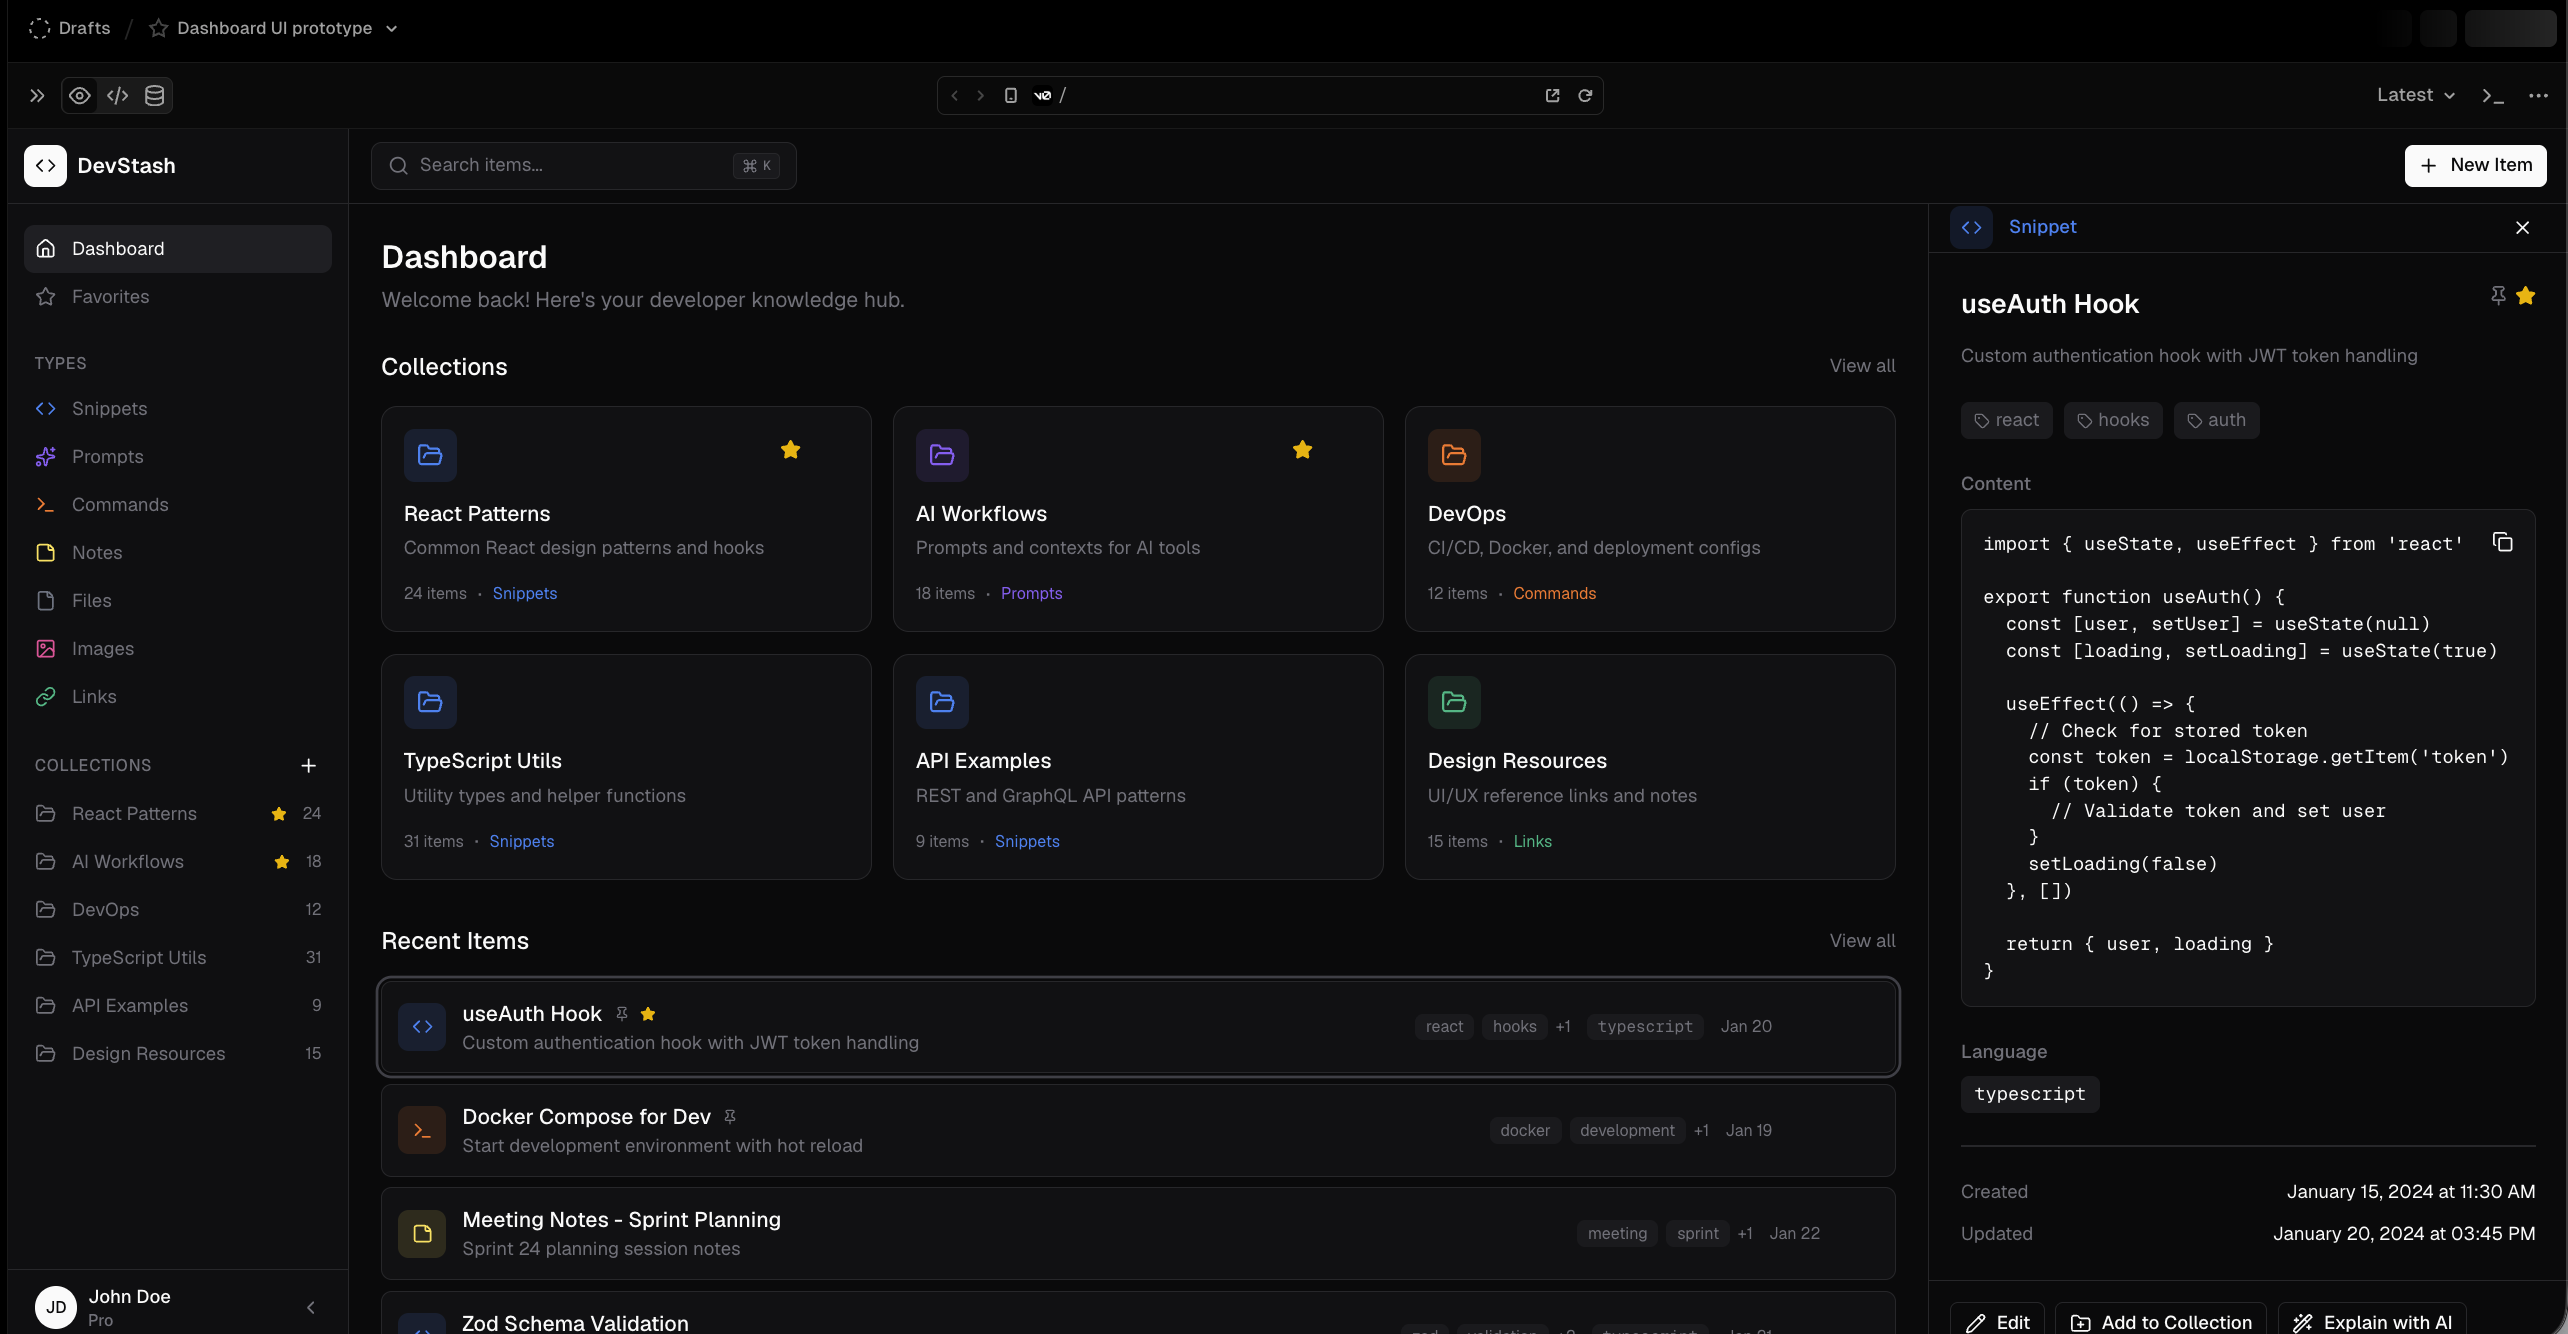 Drafts / Dashboard UI prototype
v0 /
Latest
DevStash
Search items...
⌘ K
New Item
Dashboard
Favorites
TYPES
Snippets
Prompts
Commands
Notes
Files
Images
Links
COLLECTIONS
React Patterns 24
AI Workflows 18
DevOps 12
TypeScript Utils 31
API Examples 9
Design Resources 15
JD
John Doe
Pro
Dashboard
Welcome back! Here's your developer knowledge hub.
Collections
View all
React Patterns
Common React design patterns and hooks
24 items · Snippets
AI Workflows
Prompts and contexts for AI tools
18 items · Prompts
DevOps
CI/CD, Docker, and deployment configs
12 items · Commands
TypeScript Utils
Utility types and helper functions
31 items · Snippets
API Examples
REST and GraphQL API patterns
9 items · Snippets
Design Resources
UI/UX reference links and notes
15 items · Links
Recent Items
View all
useAuth Hook
Custom authentication hook with JWT token handling
react hooks +1 typescript Jan 20
Docker Compose for Dev
Start development environment with hot reload
docker development +1 Jan 19
Meeting Notes - Sprint Planning
Sprint 24 planning session notes
meeting sprint +1 Jan 22
Zod Schema Validation
Snippet
useAuth Hook
Custom authentication hook with JWT token handling
react hooks auth
Content
import { useState, useEffect } from 'react'
export function useAuth() {
const [user, setUser] = useState(null)
const [loading, setLoading] = useState(true)
useEffect(() => {
// Check for stored token
const token = localStorage.getItem('token')
if (token) {
// Validate token and set user
}
setLoading(false)
}, [])
return { user, loading }
}
Language
typescript
Created January 15, 2024 at 11:30 AM
Updated January 20, 2024 at 03:45 PM
Edit
Add to Collection
Explain with AI